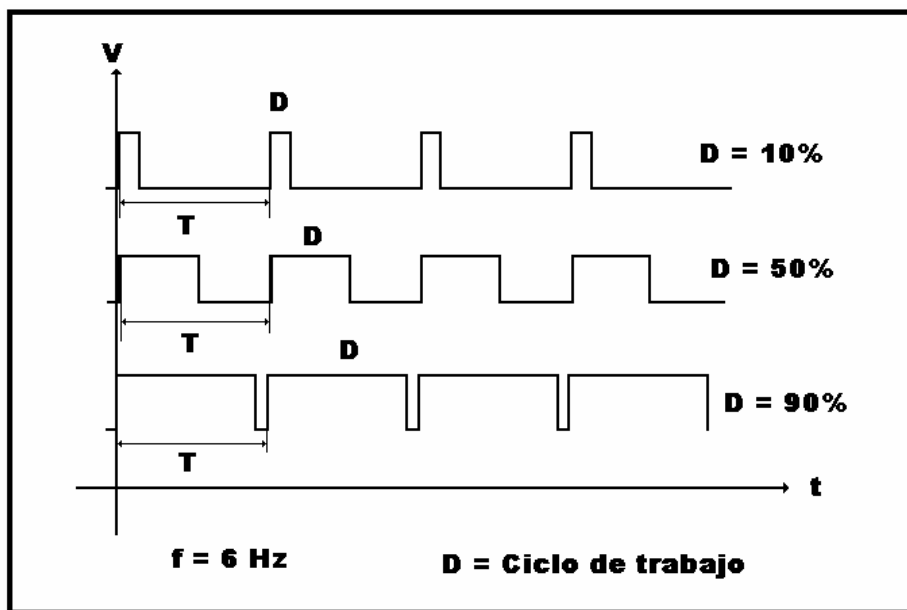 V
D
D = 10%
T
D
D = 50%
T
D
D = 90%
T
t
f = 6 Hz
D = Ciclo de trabajo